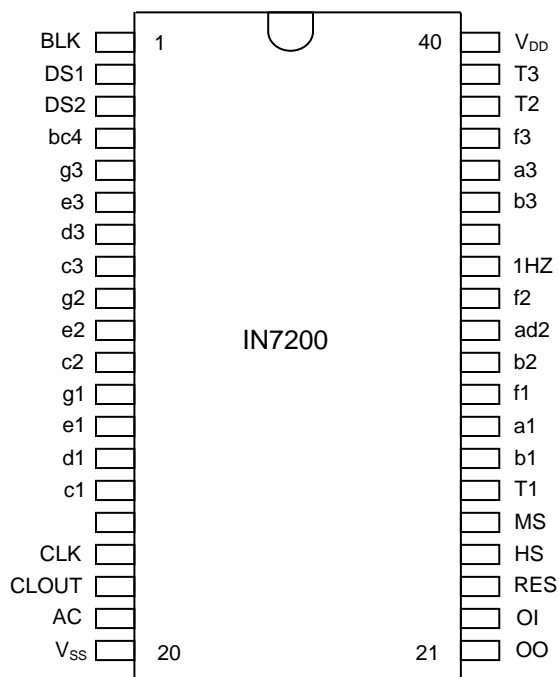 BLK 1 40 V_DD
DS1 T3
DS2 T2
bc4 f3
g3 a3
e3 b3
d3
c3 1HZ
g2 f2
e2 ad2
IN7200
c2 b2
g1 f1
e1 a1
d1 b1
c1 T1
MS
CLK HS
CLOUT RES
AC OI
V_SS 20 21 OO